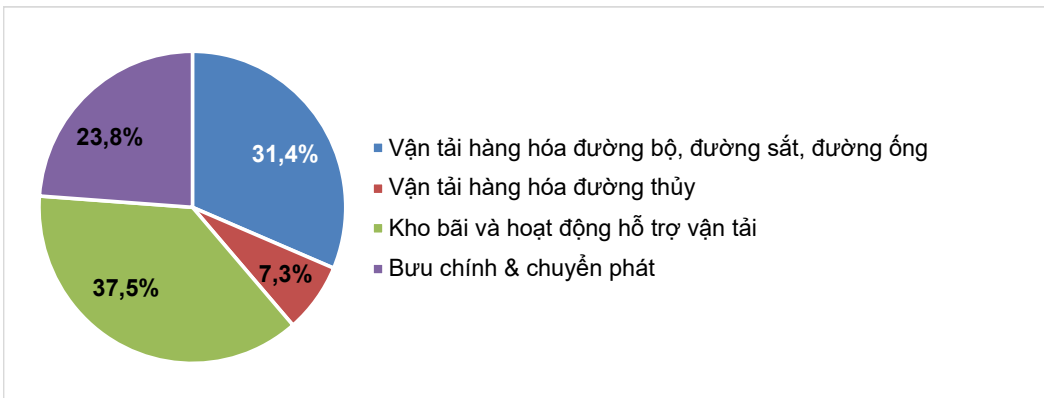 23,8%
31,4%
7,3%
37,5%
Vận tải hàng hóa đường bộ, đường sắt, đường ống
Vận tải hàng hóa đường thủy
Kho bãi và hoạt động hỗ trợ vận tải
Bưu chính & chuyển phát